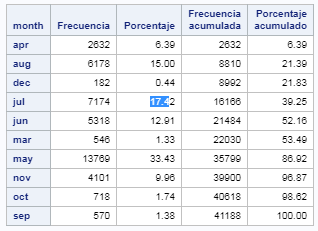 month Frecuencia Porcentaje Frecuencia acumulada Porcentaje acumulado
apr 2632 6.39 2632 6.39
aug 6178 15.00 8810 21.39
dec 182 0.44 8992 21.83
jul 7174 17.42 16166 39.25
jun 5318 12.91 21484 52.16
mar 546 1.33 22030 53.49
may 13769 33.43 35799 86.92
nov 4101 9.96 39900 96.87
oct 718 1.74 40618 98.62
sep 570 1.38 41188 100.00